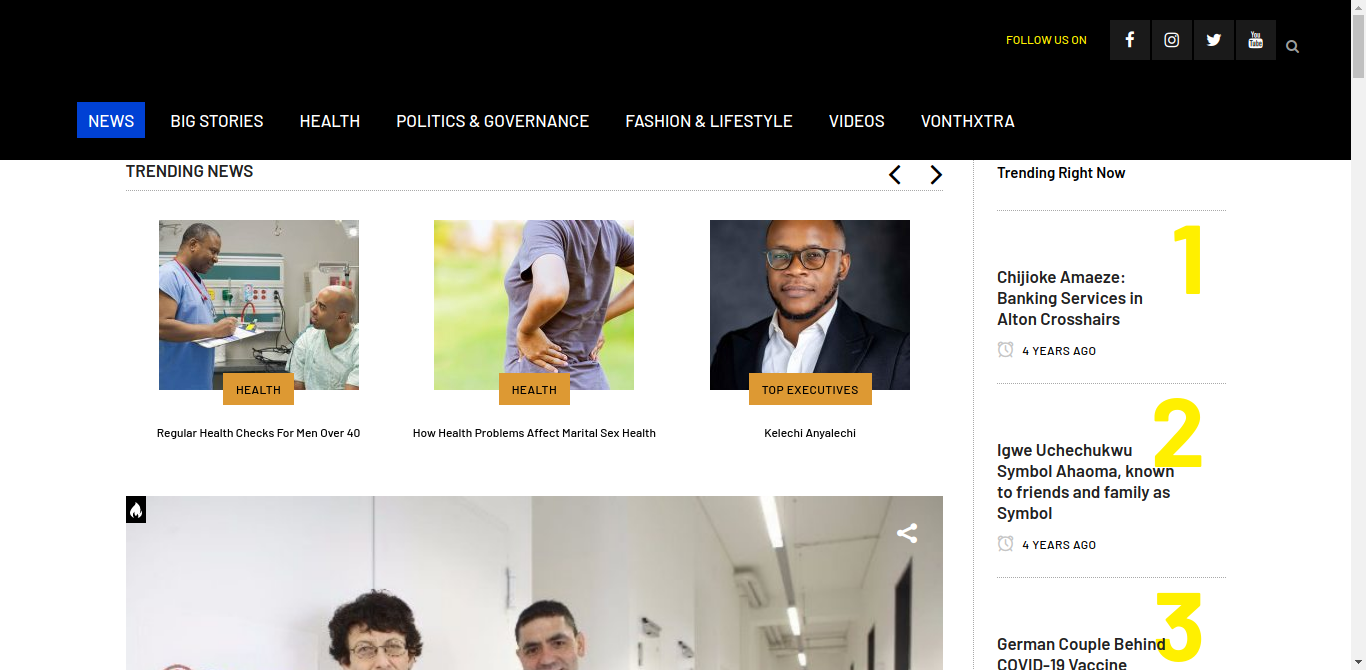 FOLLOW US ON
You
Tube
NEWS BIG STORIES HEALTH POLITICS & GOVERNANCE FASHION & LIFESTYLE VIDEOS VONTHXTRA
TRENDING NEWS
HEALTH
Regular Health Checks For Men Over 40
HEALTH
How Health Problems Affect Marital Sex Health
TOP EXECUTIVES
Kelechi Anyalechi
Trending Right Now
1
Chijioke Amaeze:
Banking Services in
Alton Crosshairs
4 YEARS AGO
2
Igwe Uchechukwu
Symbol Ahaoma, known
to friends and family as
Symbol
4 YEARS AGO
3
German Couple Behind
COVID-19 Vaccine